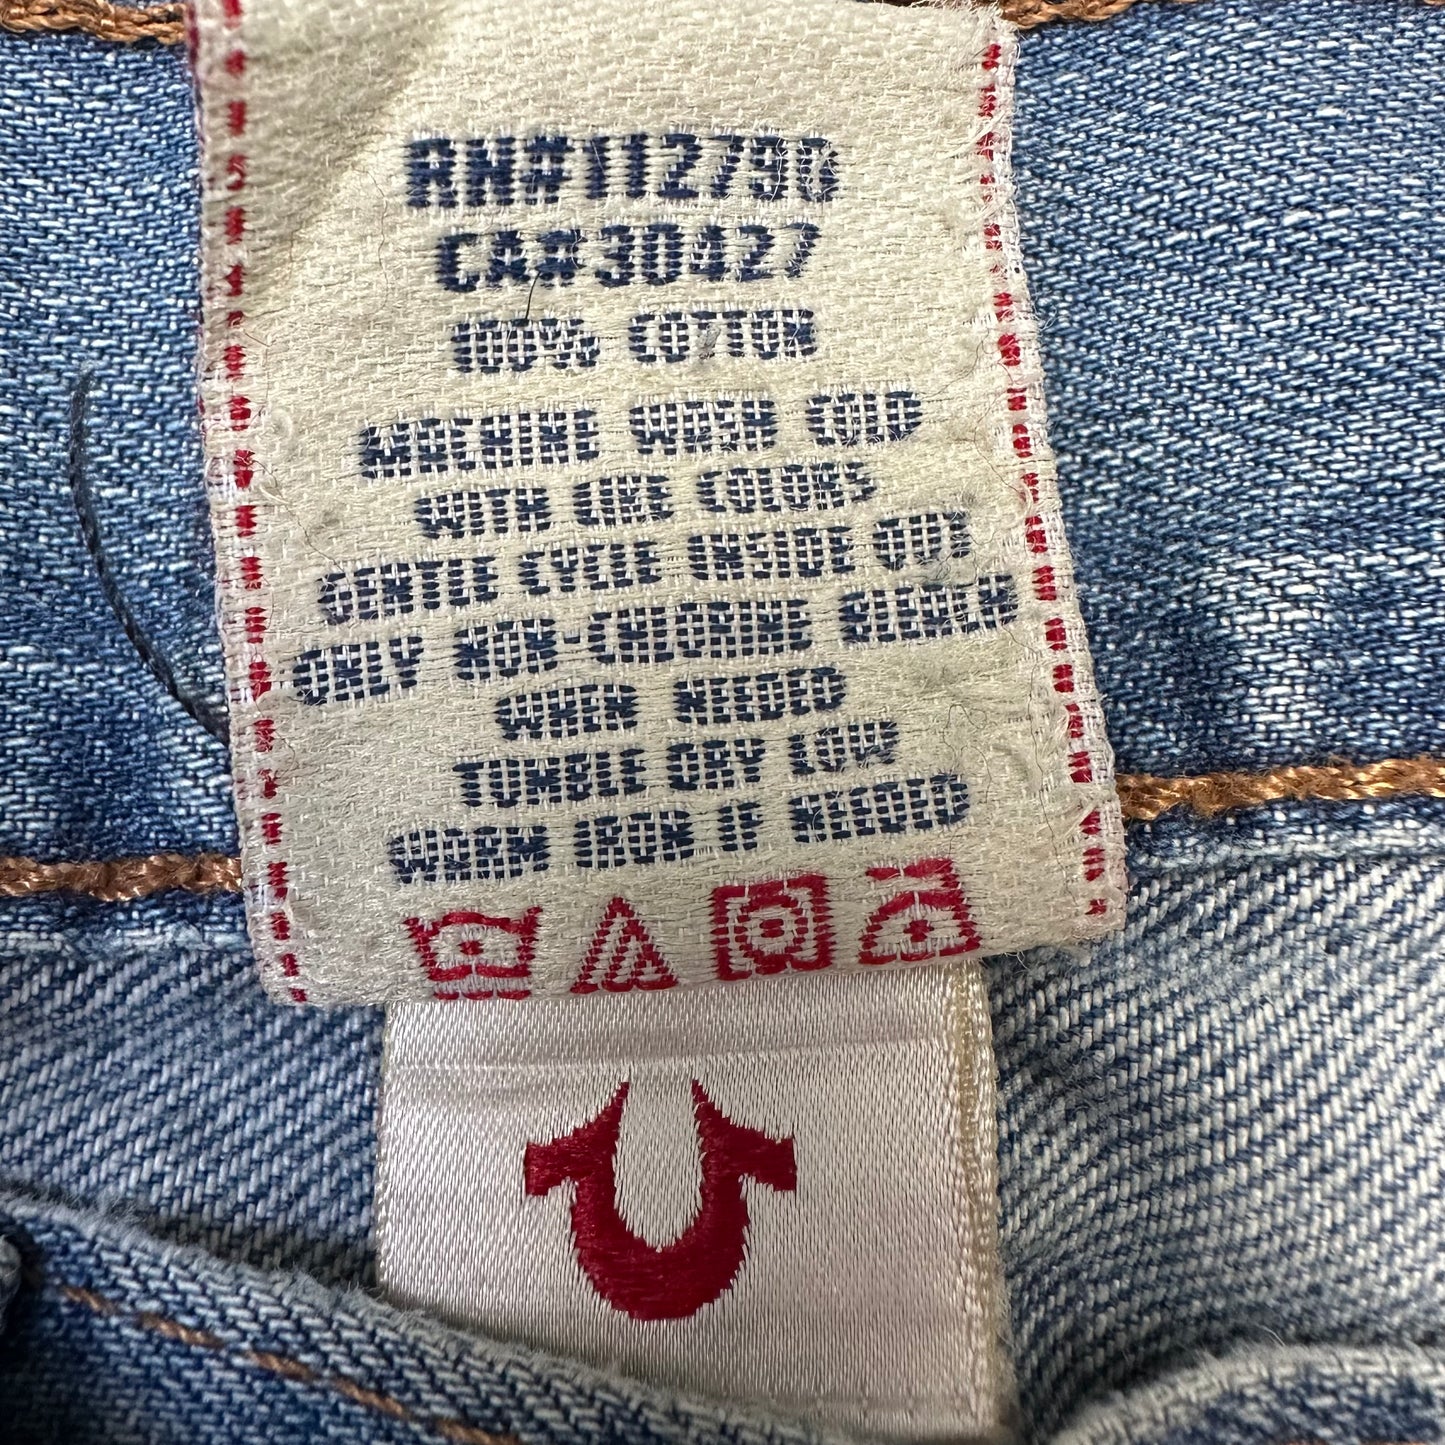 RN#112790
CA#30427
100% COTTON
MACHINE WASH COLD
WITH LIKE COLORS
GENTLE CYCLE INSIDE OUT
ONLY NON-CHLORINE BLEACH
WHEN NEEDED
TUMBLE DRY LOW
WARM IRON IF NEEDED